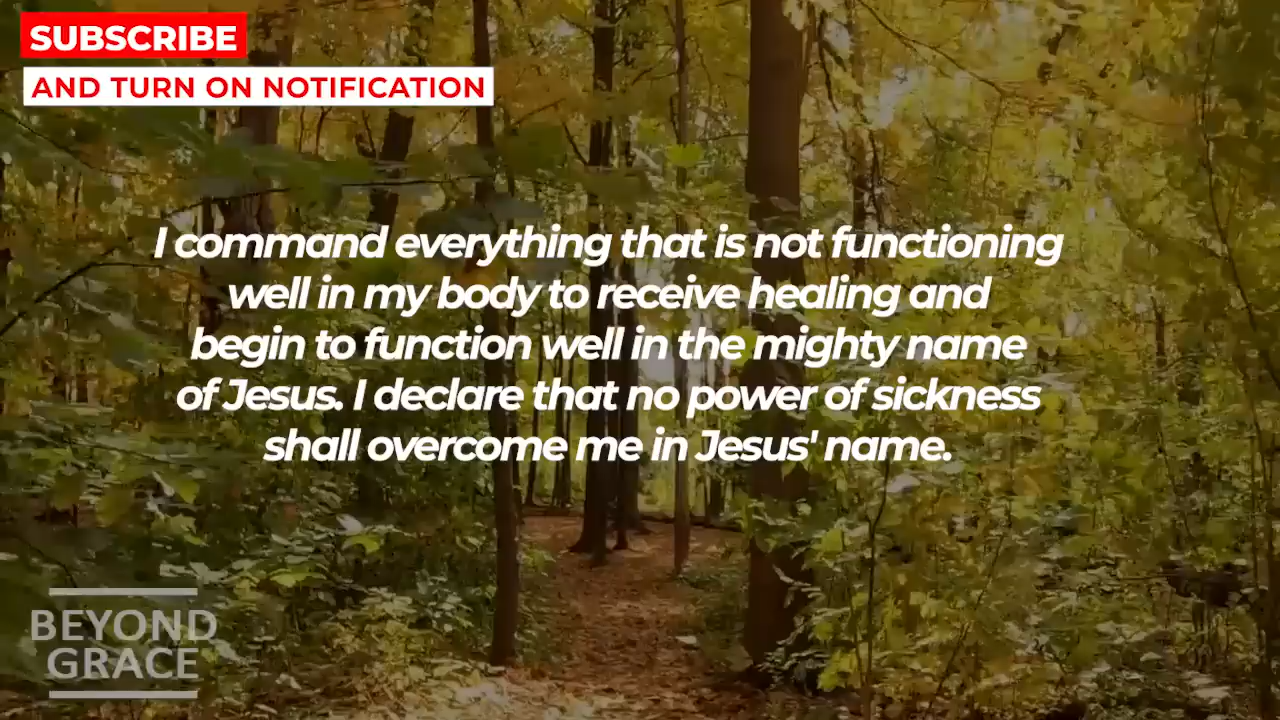 SUBSCRIBE
AND TURN ON NOTIFICATION
I command everything that is not functioning
well in my body to receive healing and
begin to function well in the mighty name
of Jesus. I declare that no power of sickness
shall overcome me in Jesus' name.
BEYOND
GRACE